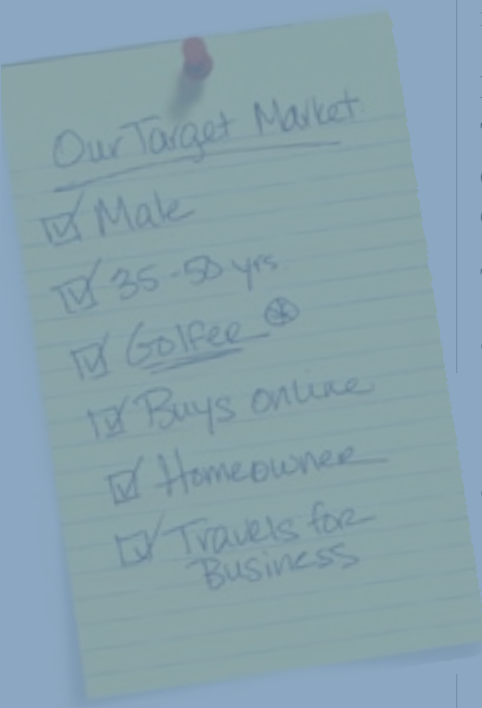 Our Target Market
Male
35-50 yrs.
Golfer
Buys online
Homeowner
Travels for
Business